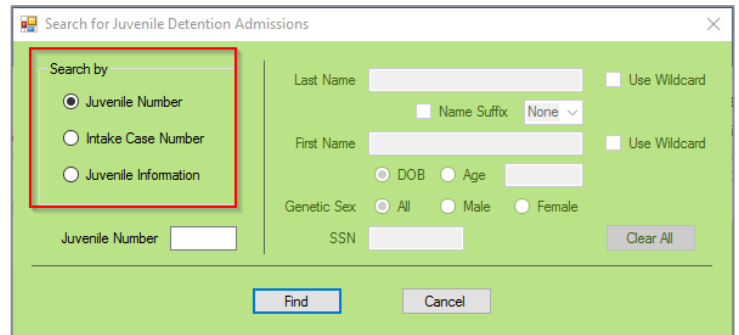 Search for Juvenile Detention Admissions
Search by
Juvenile Number
Intake Case Number
Juvenile Information
Juvenile Number
Last Name Use Wildcard
Name Suffix None
First Name Use Wildcard
DOB Age
Genetic Sex All Male Female
SSN Clear All
Find Cancel